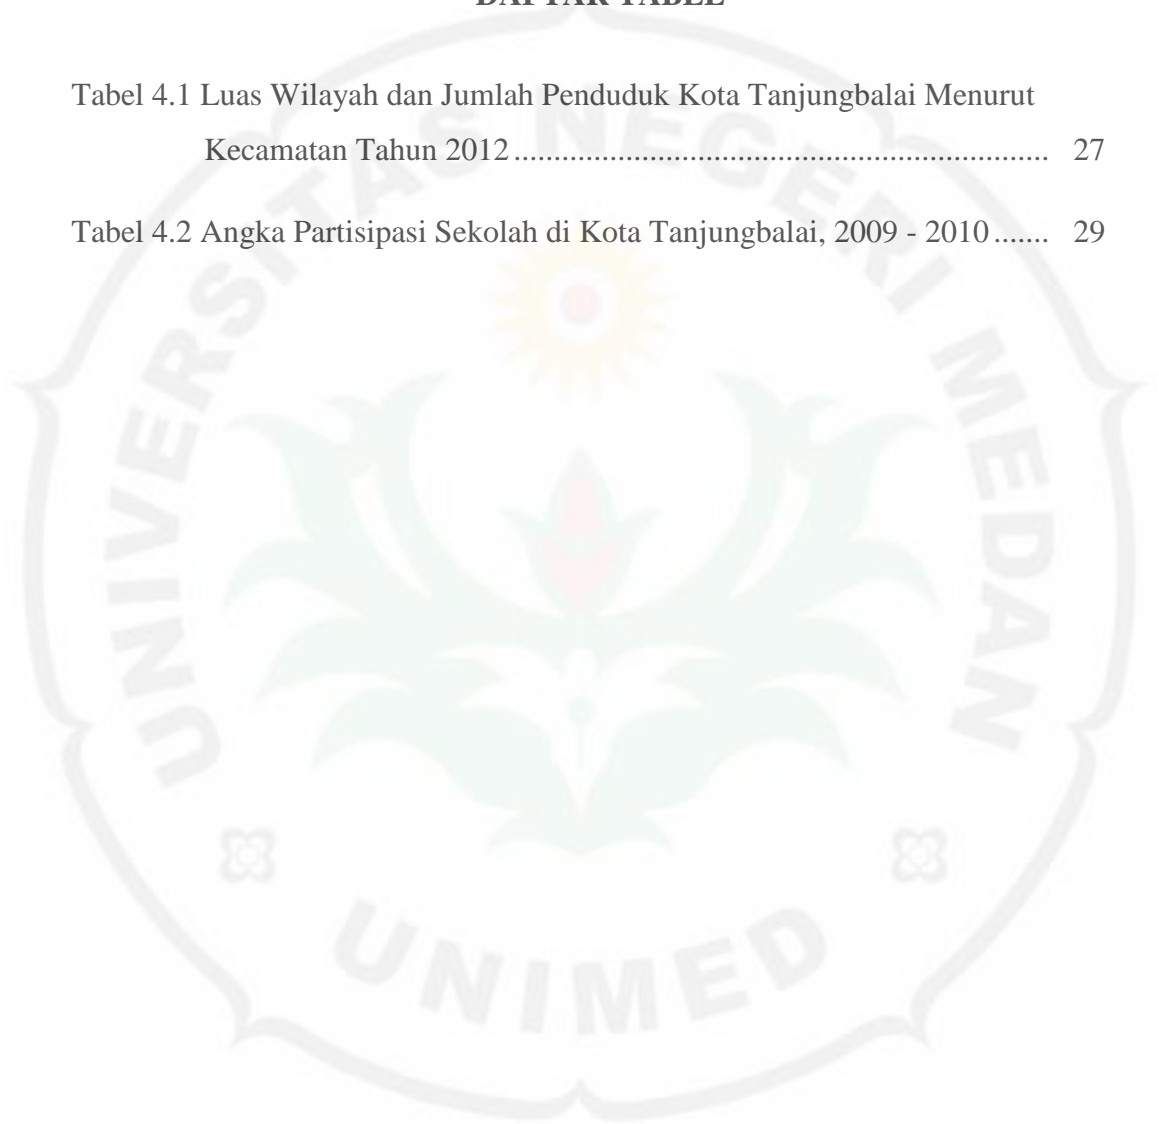 DAFTAR TABEL
Tabel 4.1 Luas Wilayah dan Jumlah Penduduk Kota Tanjungbalai Menurut
Kecamatan Tahun 2012.................................................................. 27
Tabel 4.2 Angka Partisipasi Sekolah di Kota Tanjungbalai, 2009 - 2010....... 29
UNIVERSITAS NEGERI MEDAN
UNIMED